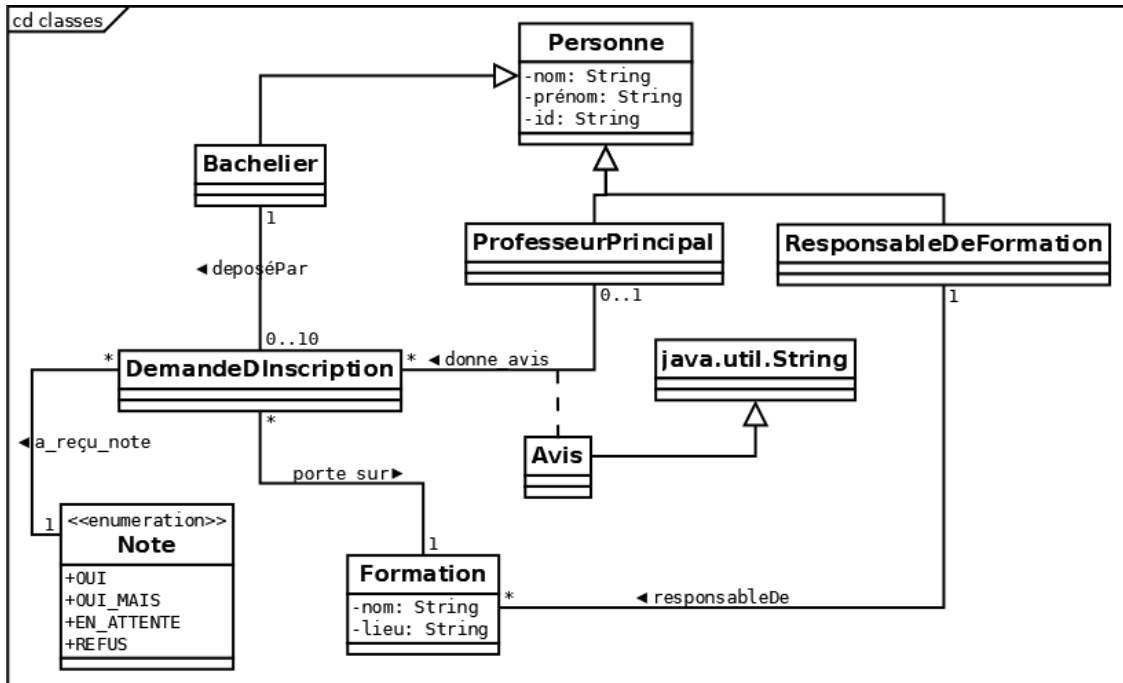 cd classes
Personne
-nom: String
-prénom: String
-id: String
Bachelier
1
ProfesseurPrincipal
0..1
ResponsableDeFormation
1
◄ deposéPar
0..10
* DemandeDInscription * ◄ donne avis
*
java.util.String
◄ a_reçu_note
Avis
porte sur►
1
<<enumeration>>
Note
+OUI
+OUI_MAIS
+EN_ATTENTE
+REFUS
1
Formation
-nom: String
-lieu: String
* ◄ responsableDe